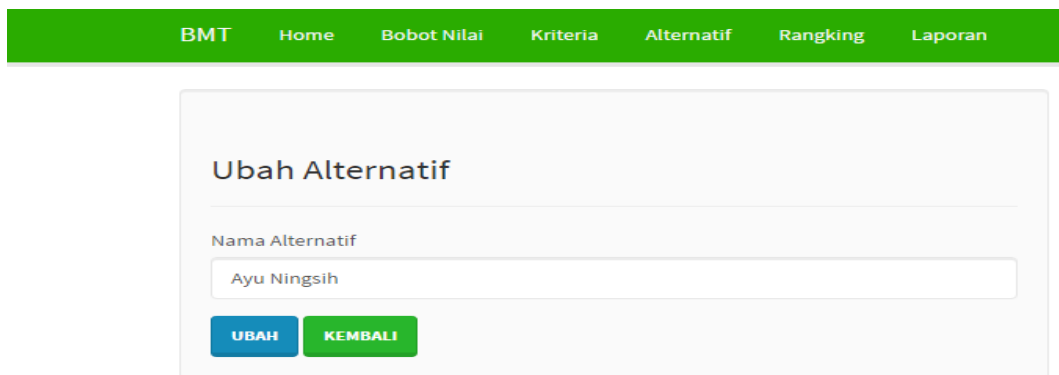 BMT Home Bobot Nilai Kriteria Alternatif Rangking Laporan
Ubah Alternatif
Nama Alternatif
Ayu Ningsih
UBAH KEMBALI